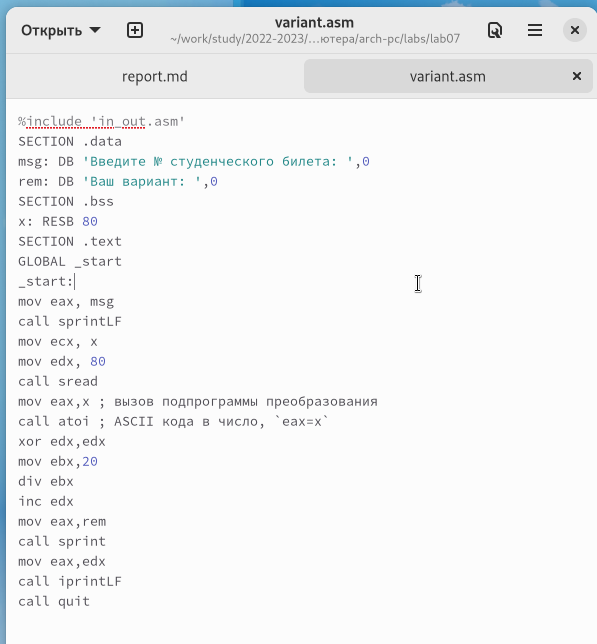 Открыть
variant.asm
~/work/study/2022-2023/…ютера/arch-pc/labs/lab07
report.md
variant.asm
%include 'in_out.asm'
SECTION .data
msg: DB 'Введите № студенческого билета: ',0
rem: DB 'Ваш вариант: ',0
SECTION .bss
x: RESB 80
SECTION .text
GLOBAL _start
_start:
mov eax, msg
call sprintLF
mov ecx, x
mov edx, 80
call sread
mov eax,x ; вызов подпрограммы преобразования
call atoi ; ASCII кода в число, `eax=x`
xor edx,edx
mov ebx,20
div ebx
inc edx
mov eax,rem
call sprint
mov eax,edx
call iprintLF
call quit